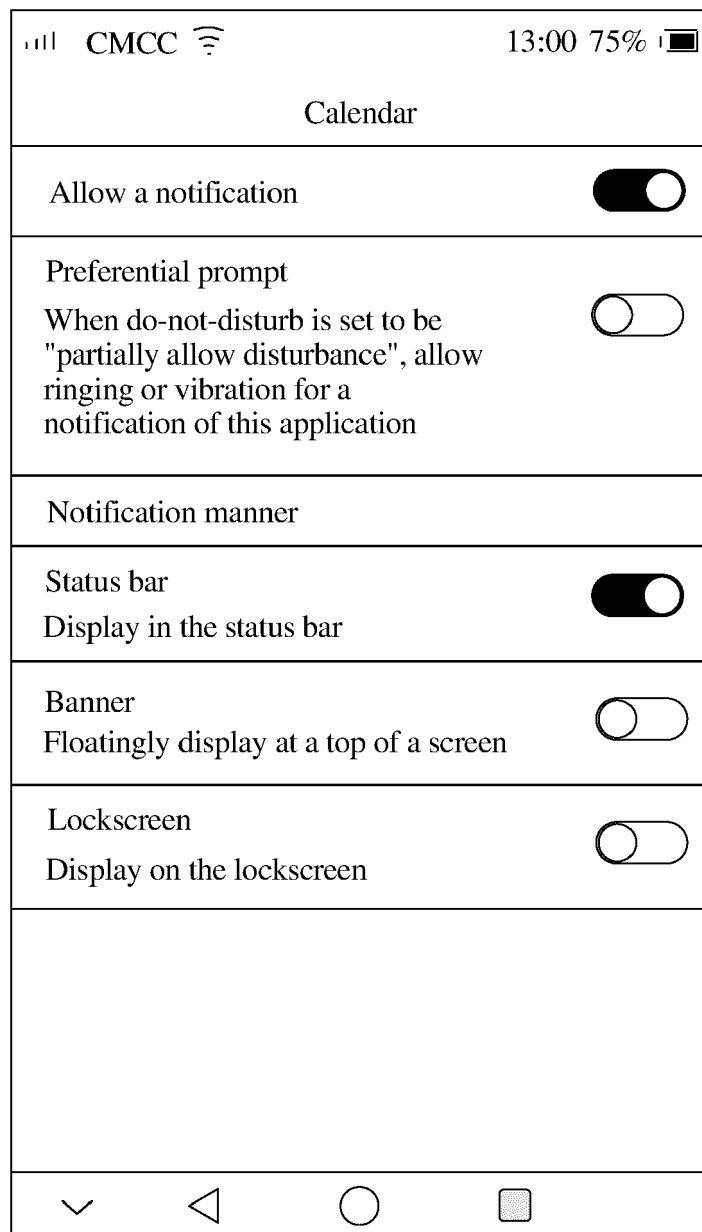 CMCC 13:00 75%
Calendar
Allow a notification
Preferential prompt
When do-not-disturb is set to be
"partially allow disturbance", allow
ringing or vibration for a
notification of this application
Notification manner
Status bar
Display in the status bar
Banner
Floatingly display at a top of a screen
Lockscreen
Display on the lockscreen